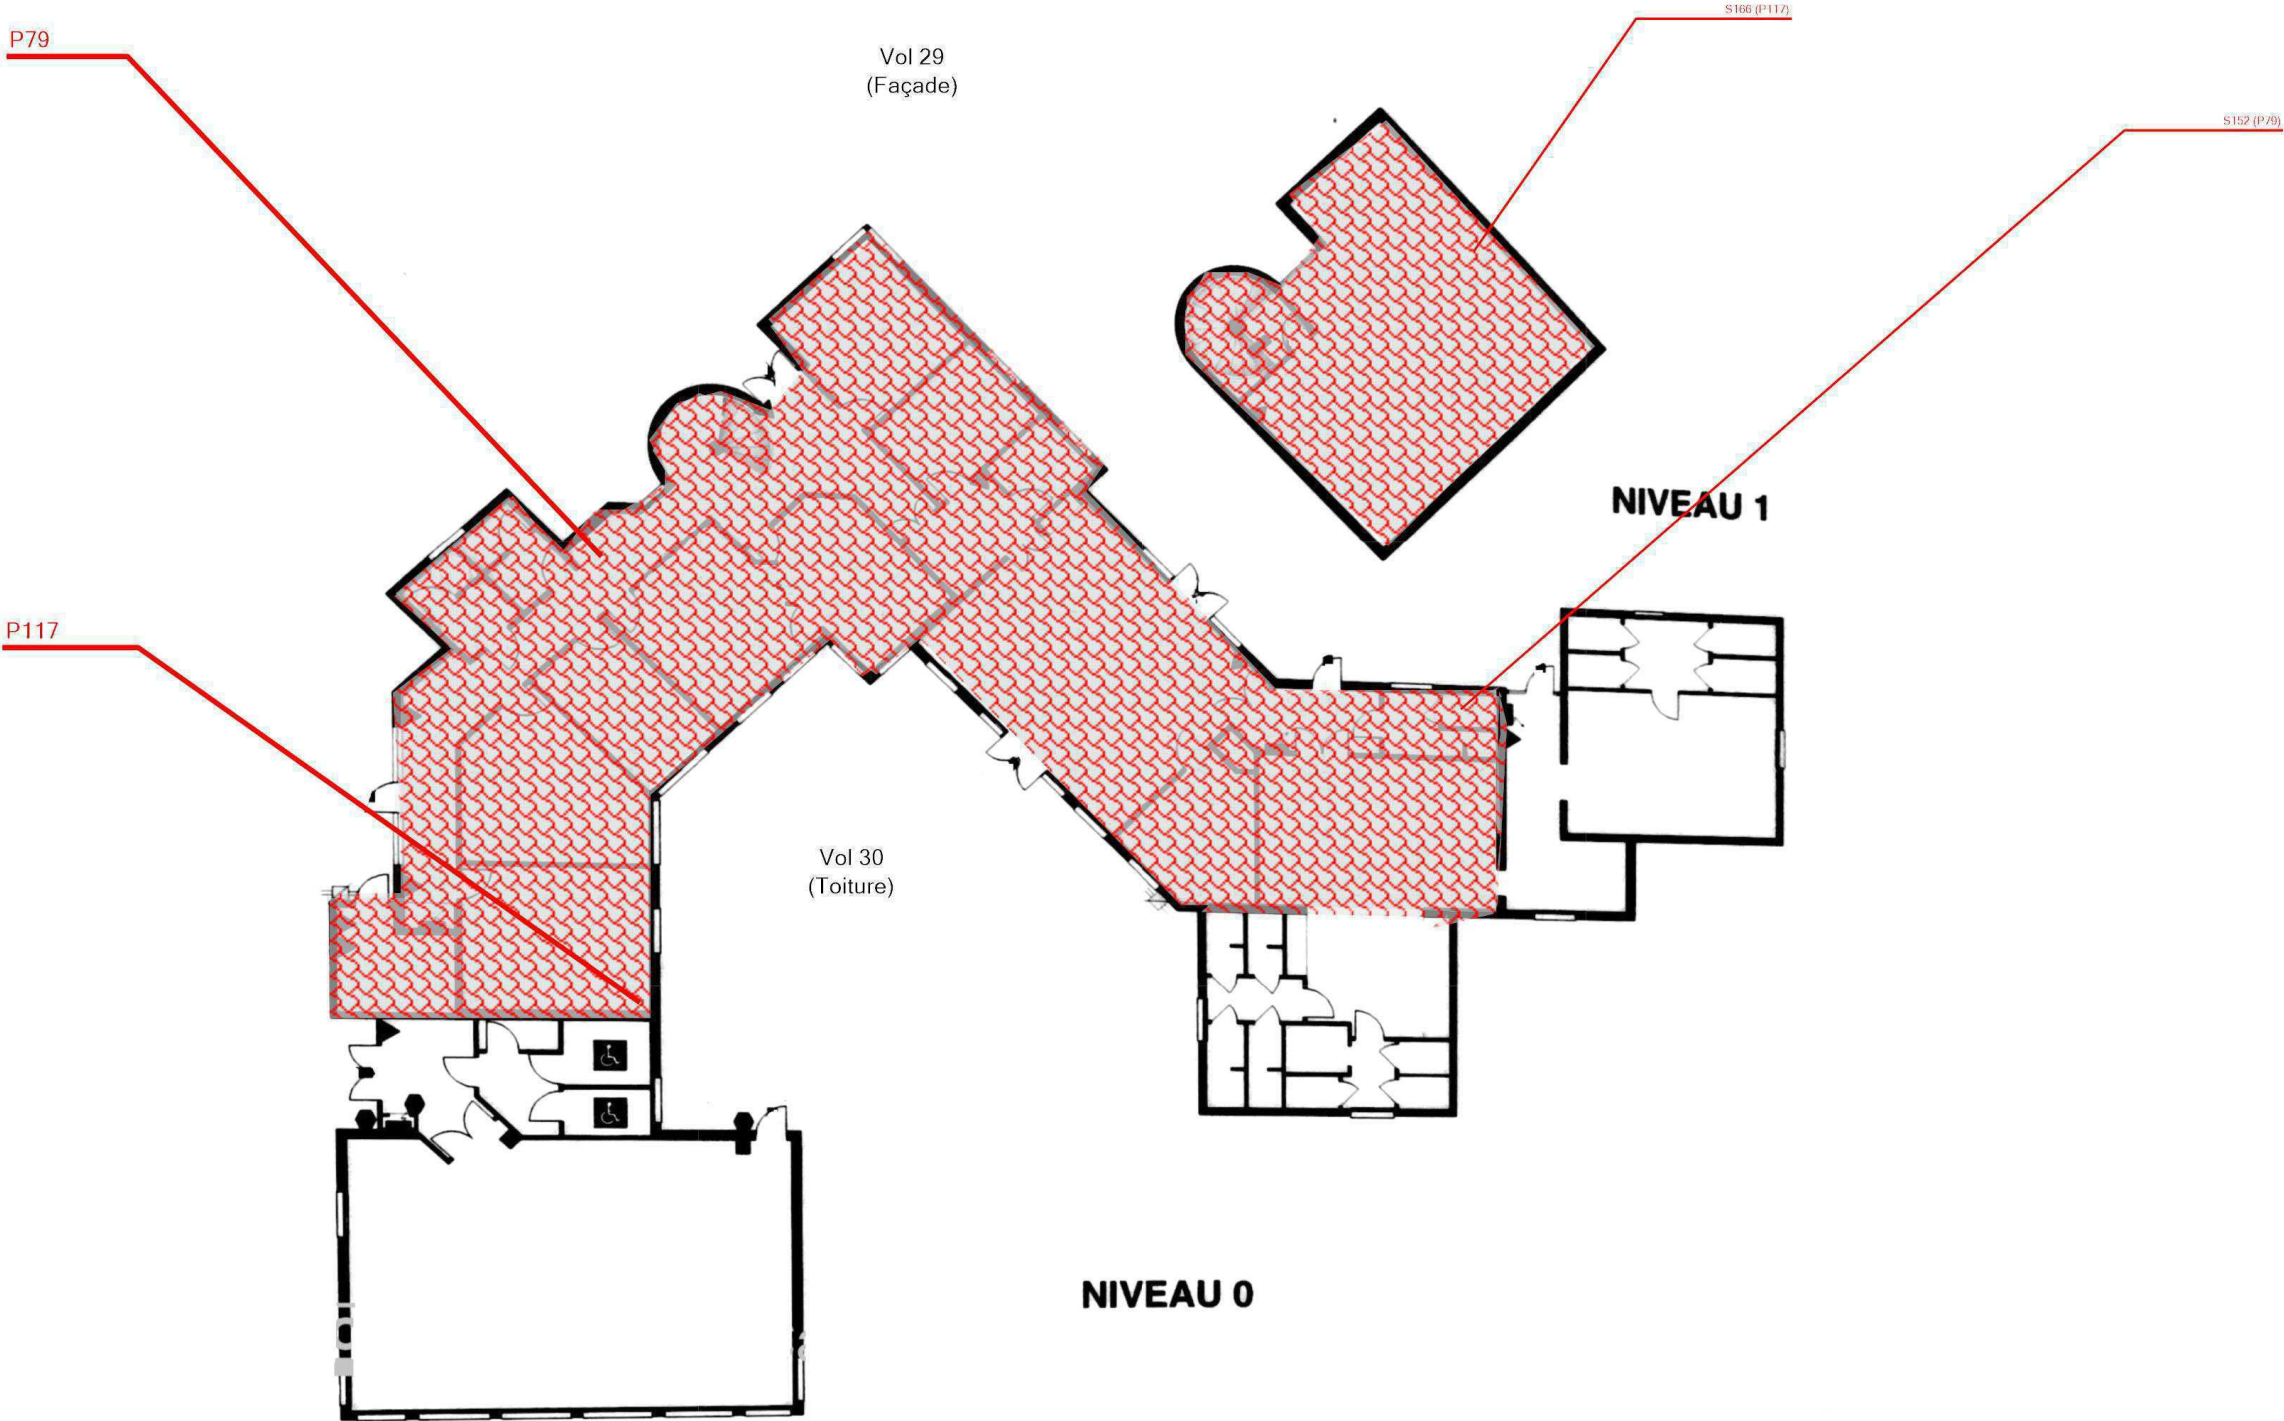 S166 (P117)
P79
Vol 29
(Façade)
S152 (P79)
NIVEAU 1
P117
Vol 30
(Toiture)
NIVEAU 0